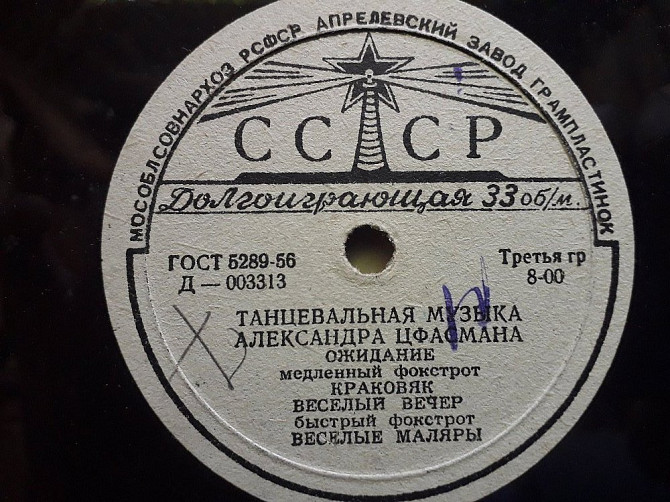 МОСОБЛСОВНАРХОЗ РСФСР АПРЕЛЕВСКИЙ ЗАВОД ГРАМПЛАСТИНОК
СССР
Долгоиграющая 33 об/м.
ГОСТ 5289-56
Д — 003313
Третья гр
8-00
ТАНЦЕВАЛЬНАЯ МУЗЫКА
АЛЕКСАНДРА ЦФАСМАНА
ОЖИДАНИЕ
медленный фокстрот
КРАКОВЯК
ВЕСЕЛЫЙ ВЕЧЕР
быстрый фокстрот
ВЕСЕЛЫЕ МАЛЯРЫ